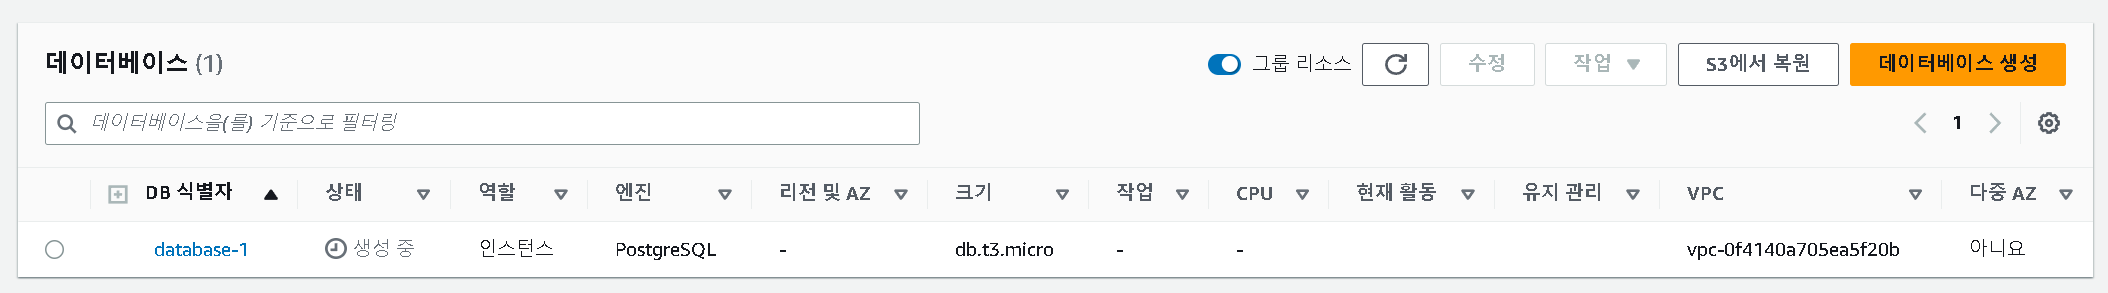 데이터베이스 (1)
그룹 리소스
수정
작업
S3에서 복원
데이터베이스 생성
데이터베이스을(를) 기준으로 필터링
1
DB 식별자 상태 역할 엔진 리전 및 AZ 크기 작업 CPU 현재 활동 유지 관리 VPC 다중 AZ
database-1 생성 중 인스턴스 PostgreSQL - db.t3.micro - - vpc-0f4140a705ea5f20b 아니요